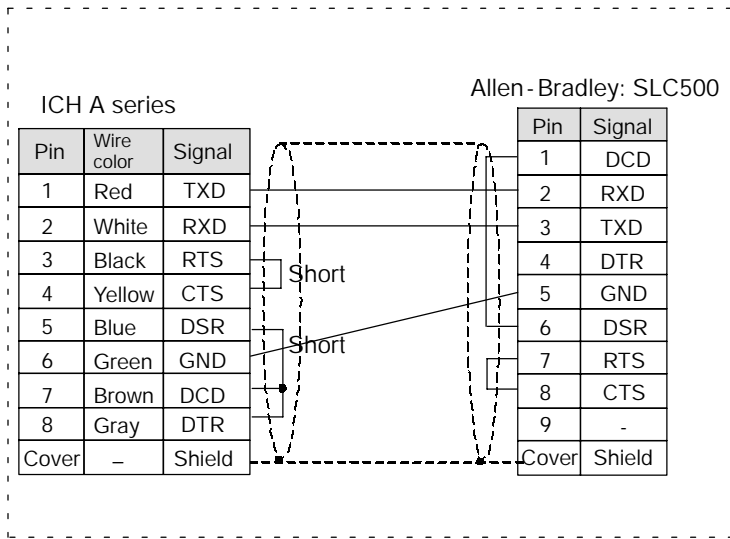 Allen-Bradley: SLC500
ICH A series
Pin Wire color Signal
1 Red TXD
2 White RXD
3 Black RTS
4 Yellow CTS
5 Blue DSR
6 Green GND
7 Brown DCD
8 Gray DTR
Cover – Shield
Short
Short
Pin Signal
1 DCD
2 RXD
3 TXD
4 DTR
5 GND
6 DSR
7 RTS
8 CTS
9 -
Cover Shield